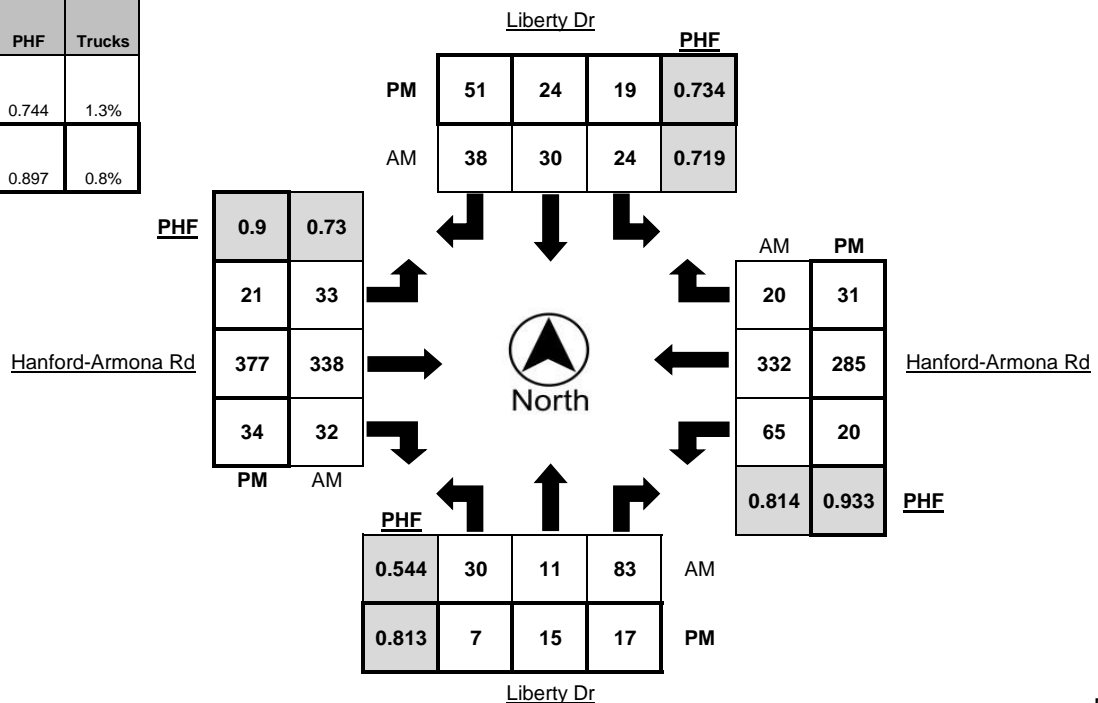 PHF Trucks
0.744 1.3%
0.897 0.8%
Liberty Dr
PHF
PM 51 24 19 0.734
AM 38 30 24 0.719
PHF 0.9 0.73
21 33
Hanford-Armona Rd 377 338
34 32
PM AM
North
AM PM
20 31
332 285 Hanford-Armona Rd
65 20
0.814 0.933 PHF
PHF
0.544 30 11 83 AM
0.813 7 15 17 PM
Liberty Dr